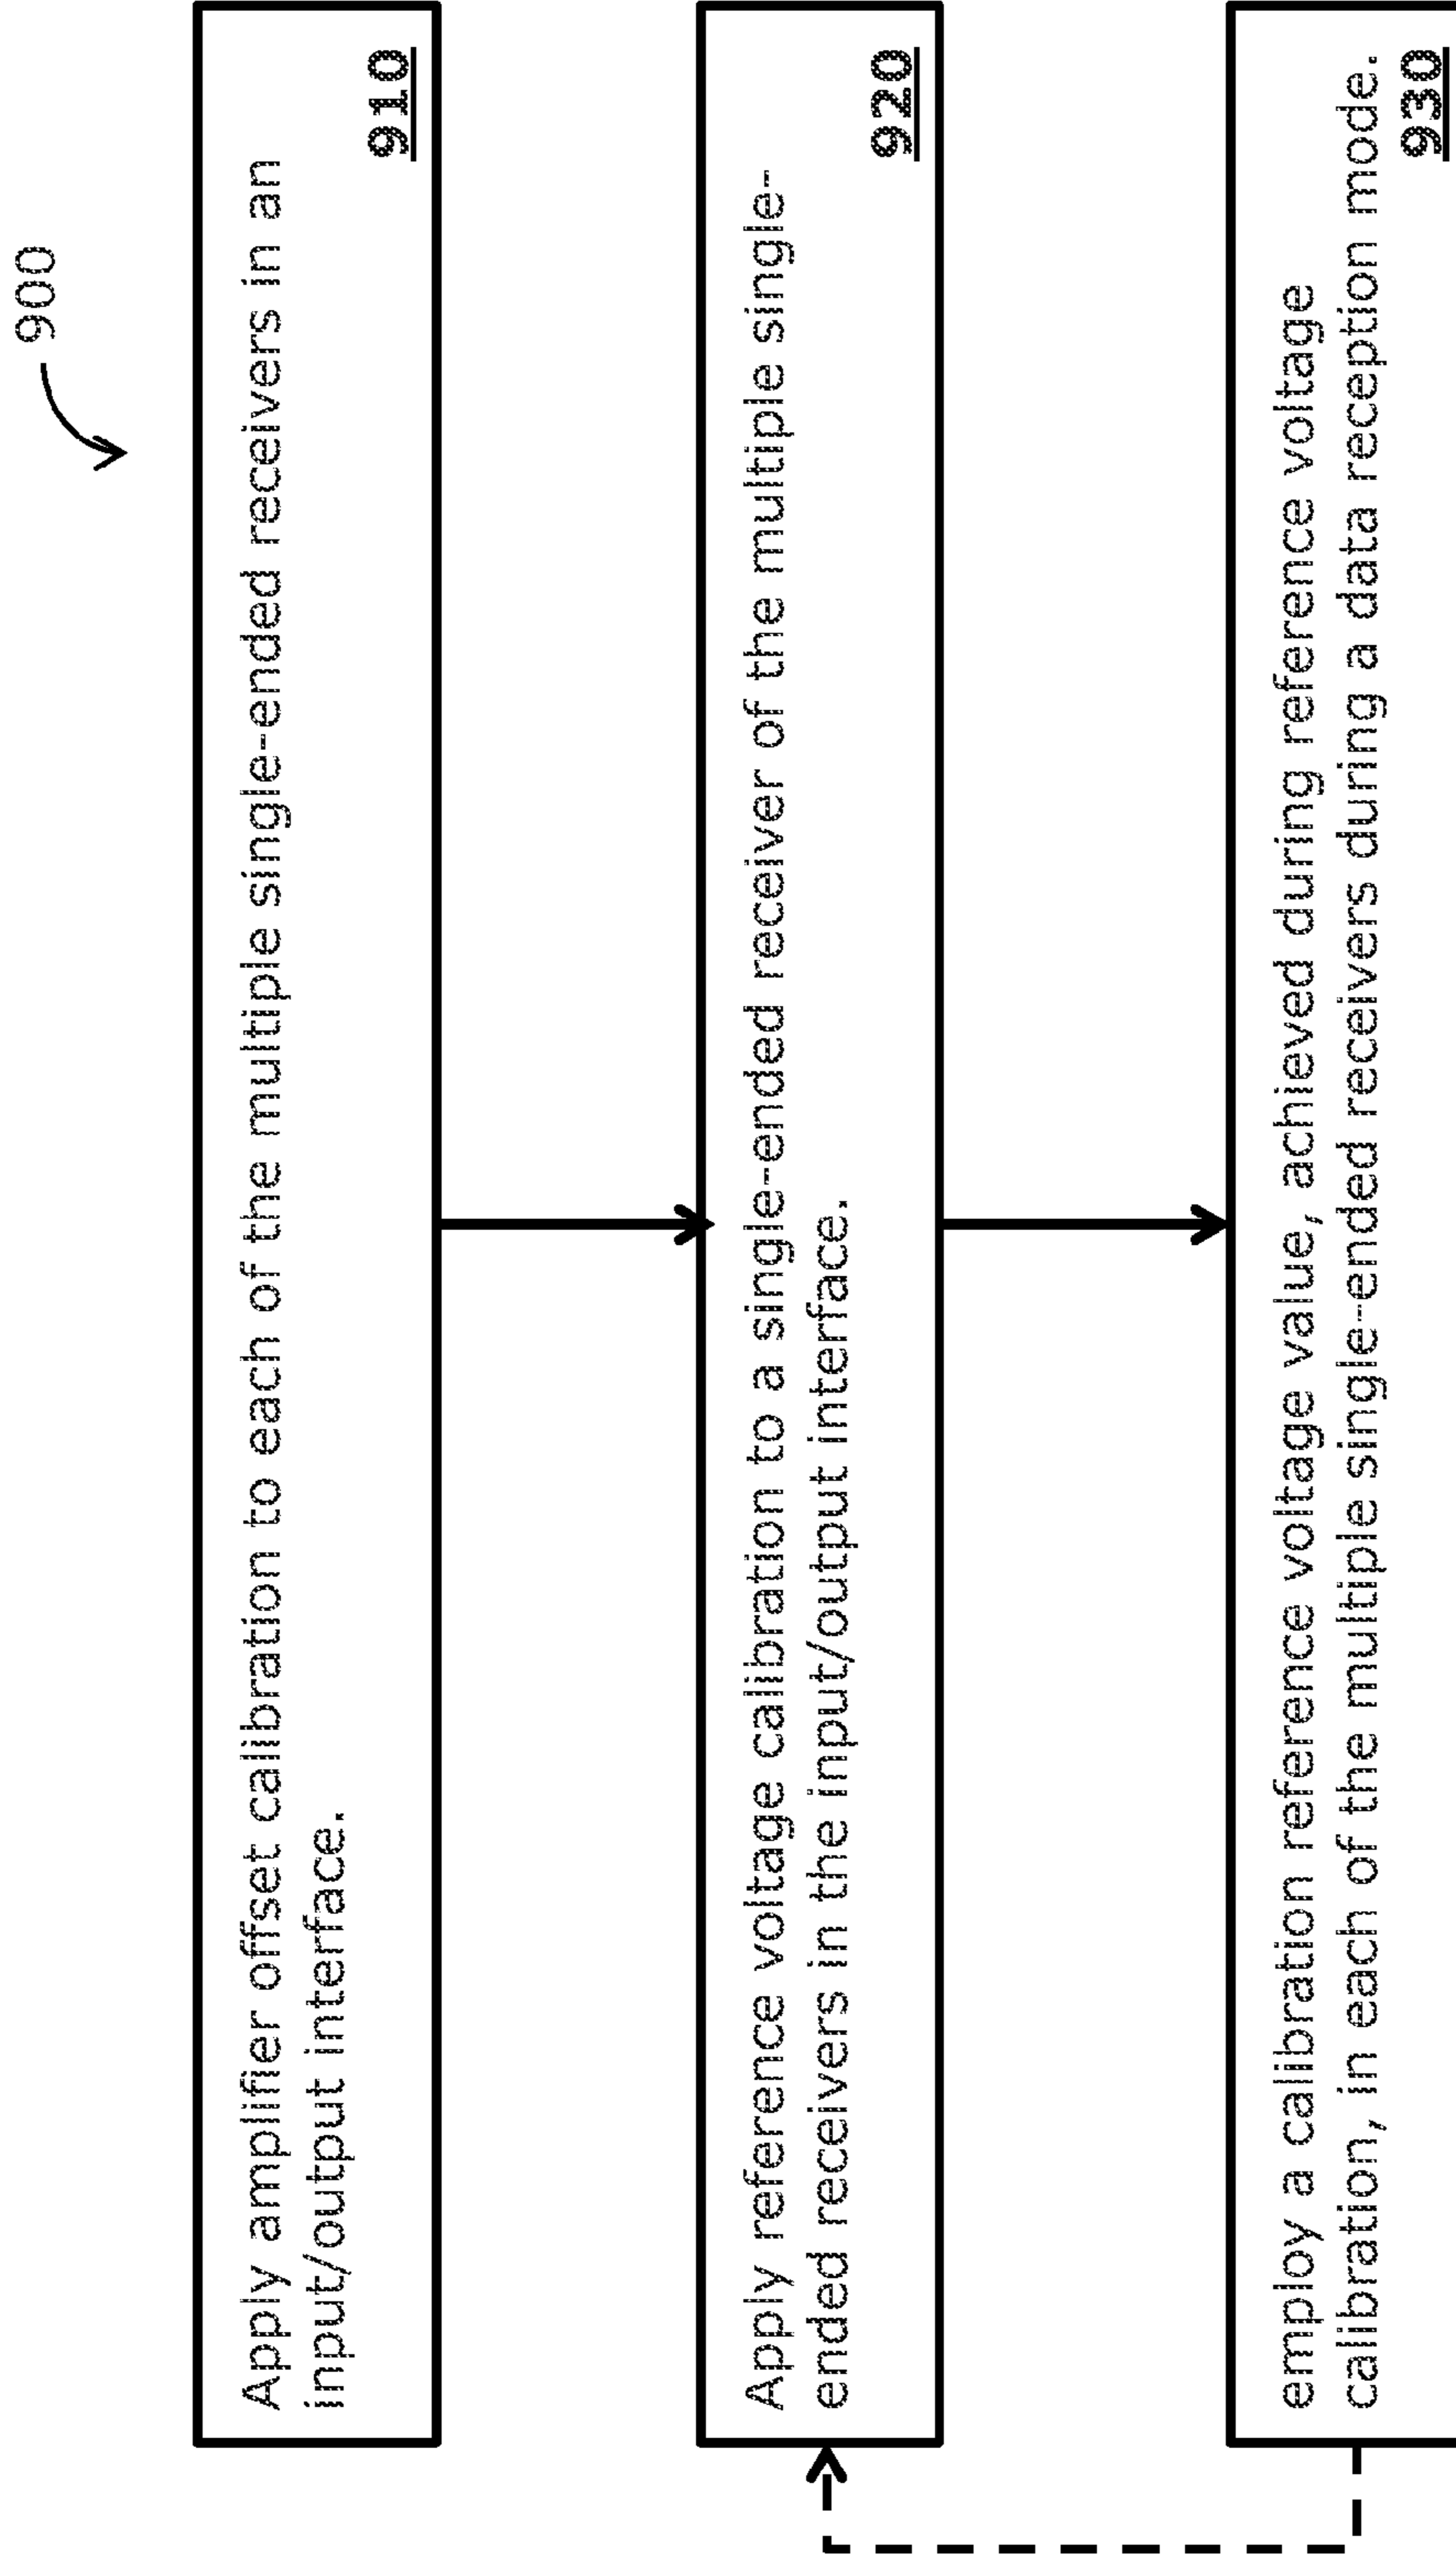 900
Apply amplifier offset calibration to each of the multiple single-ended receivers in an
input/output interface.
910
Apply reference voltage calibration to a single-ended receiver of the multiple single-
ended receivers in the input/output interface.
920
employ a calibration reference voltage value, achieved during reference voltage
calibration, in each of the multiple single-ended receivers during a data reception mode.
930